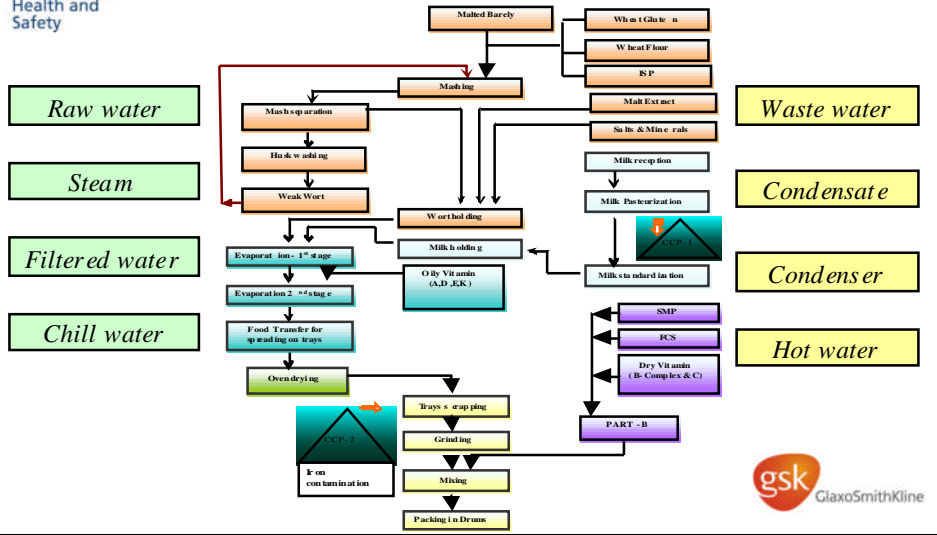 Health and
Safety
Malted Barely
Wheat Gluten
Wheat Flour
ISP
Mashing
Raw water
Malt Extract
Waste water
Mash separation
Salts & Minerals
Husk washing
Milk reception
Steam
Weak Wort
Milk Pasteurization
Condensate
Wort holding
CCP- 1
Filtered water
Evaporation - 1st stage
Milk holding
Oily Vitamin
(A,D ,E,K )
Milk standardization
Condenser
Evaporation 2 nd stage
Chill water
Food Transfer for
spreading on trays
SMP
FCS
Hot water
Oven drying
Dry Vitamin
( B- Complex & C)
Trays scrapping
CCP- 2
Grinding
PART - B
Iron
contamination
Mixing
Packing in Drums
gsk
GlaxoSmithKline